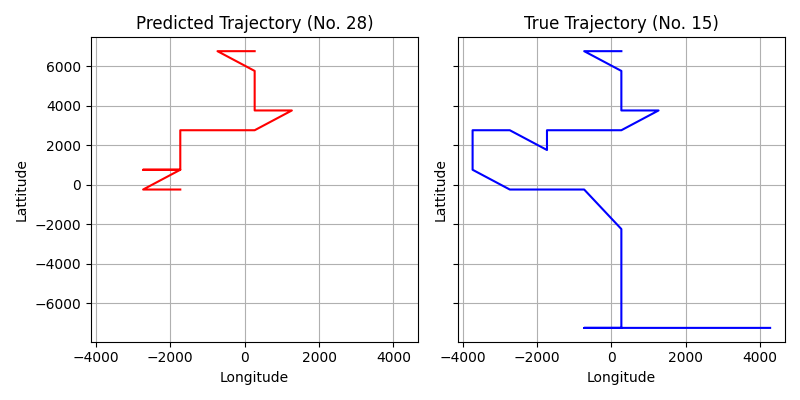 Predicted Trajectory (No. 28)
6000
4000
2000
0
−2000
−4000
−6000
Lattitude
−4000 −2000 0 2000 4000
Longitude
True Trajectory (No. 15)
Lattitude
−4000 −2000 0 2000 4000
Longitude